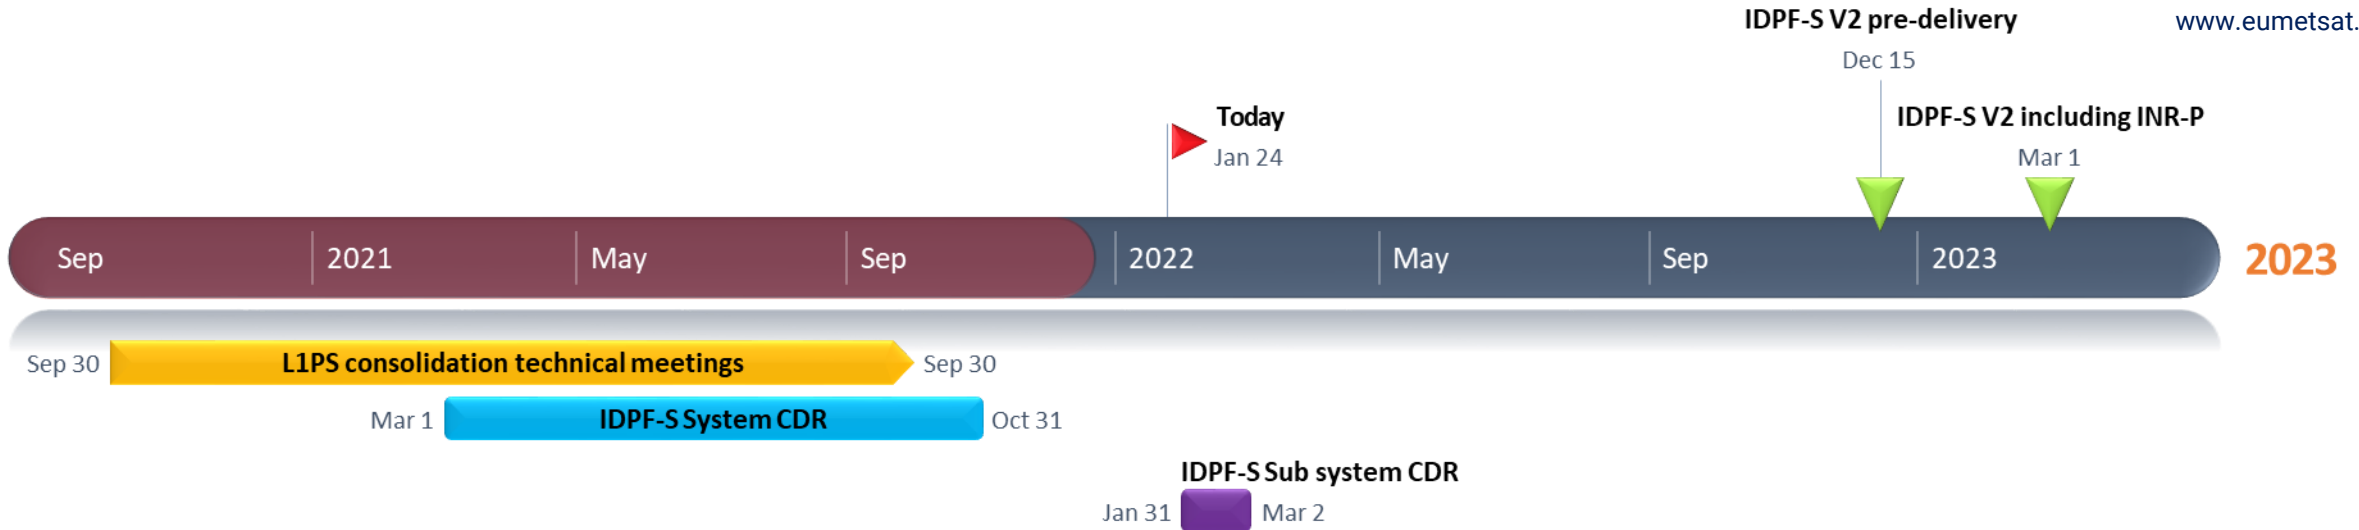 IDPF-S V2 pre-delivery
www.eumetsat.
Dec 15
Today
IDPF-S V2 including INR-P
Jan 24
Mar 1
Sep
2021
May
Sep
2022
May
Sep
2023
2023
Sep 30
L1PS consolidation technical meetings
Sep 30
Mar 1
IDPF-S System CDR
Oct 31
IDPF-S Sub system CDR
Jan 31
Mar 2